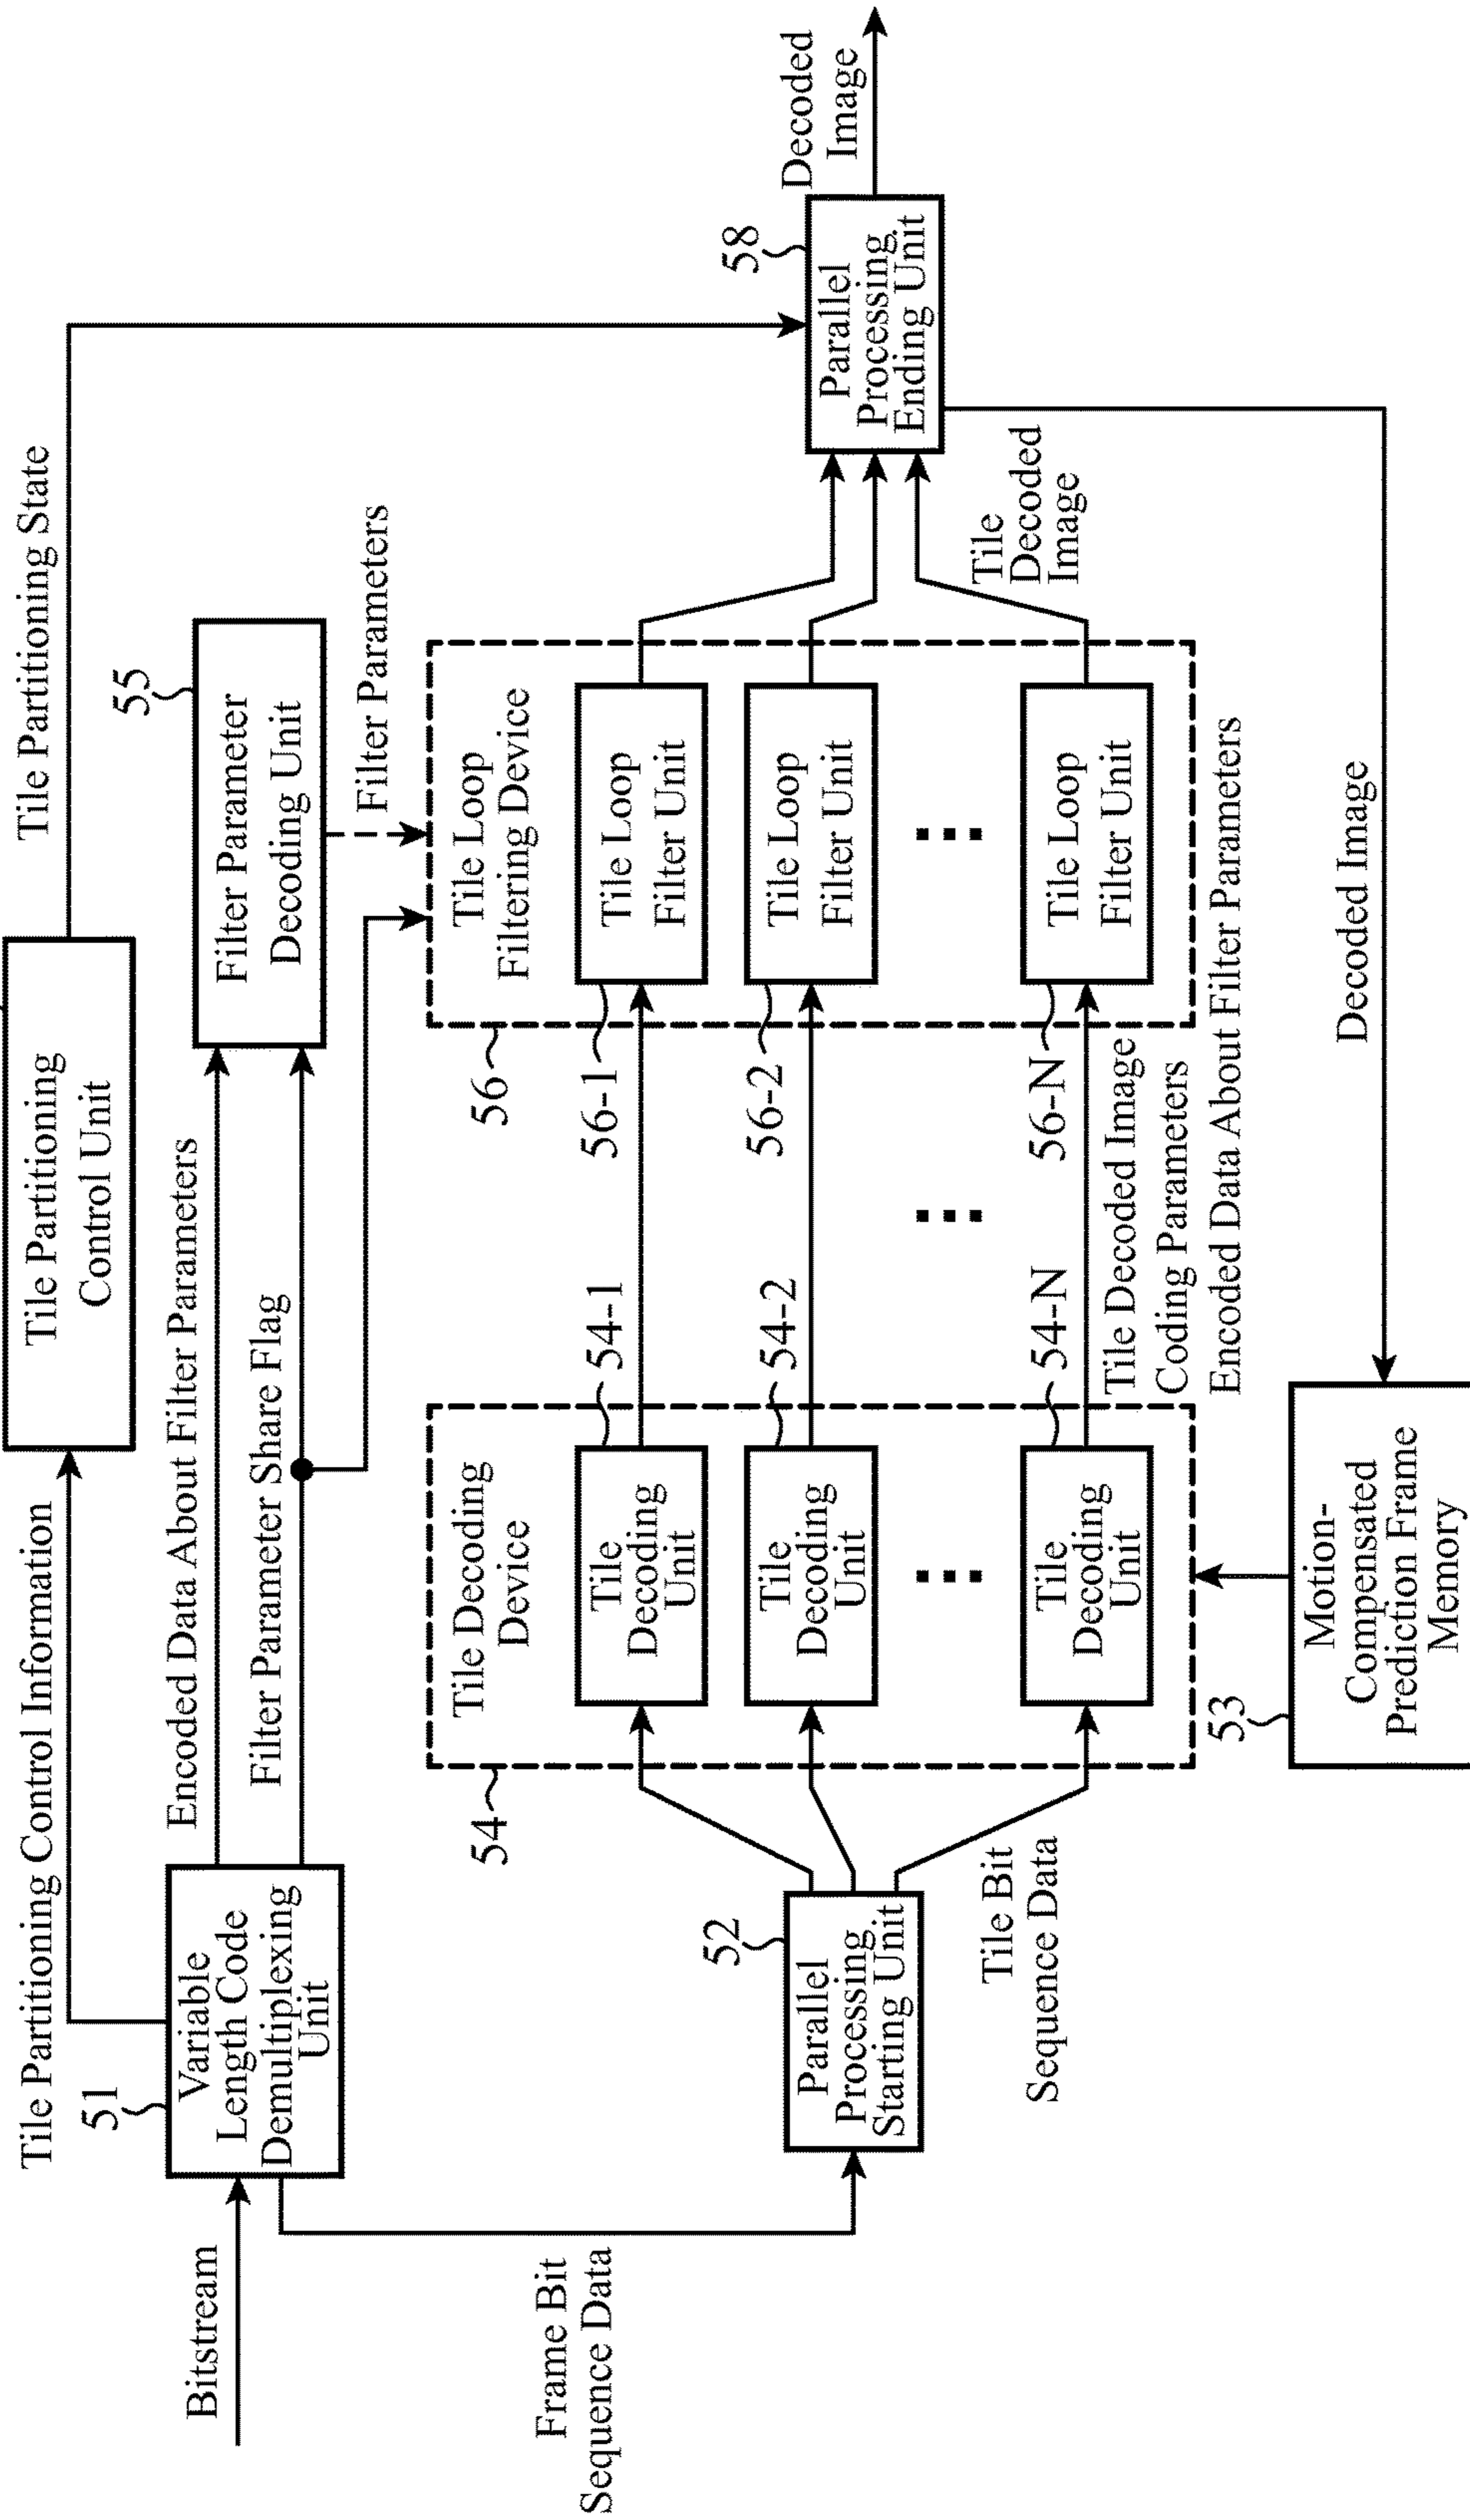 Tile Partitioning Control Information
Tile Partitioning
Control Unit
Tile Partitioning State
Bitstream
51
Variable
Length Code
Demultiplexing
Unit
Encoded Data About Filter Parameters
Filter Parameter Share Flag
55
Filter Parameter
Decoding Unit
Filter Parameters
Frame Bit
Sequence Data
52
Parallel
Processing
Starting Unit
Tile Bit
Sequence Data
54
Tile Decoding
Device
54-1
Tile
Decoding
Unit
54-2
Tile
Decoding
Unit
54-N
Tile
Decoding
Unit
Tile Decoded Image
Coding Parameters
Encoded Data About Filter Parameters
56
Tile Loop
Filtering Device
56-1
Tile Loop
Filter Unit
56-2
Tile Loop
Filter Unit
56-N
Tile Loop
Filter Unit
Tile
Decoded
Image
58
Parallel
Processing
Ending Unit
Decoded
Image
53
Motion-
Compensated
Prediction Frame
Memory
Decoded Image